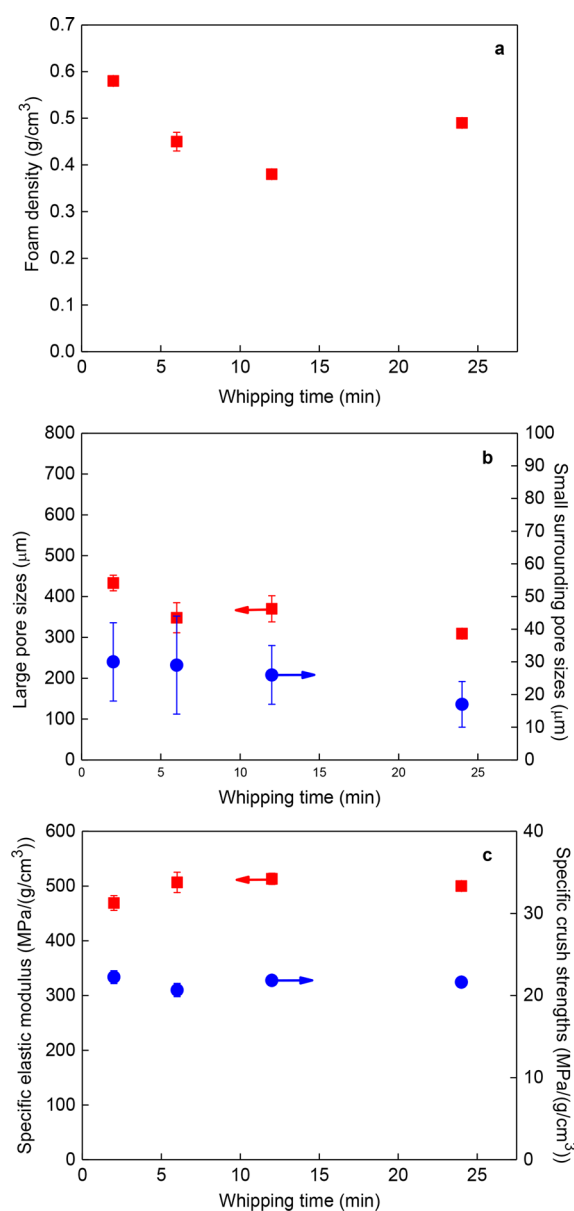 0.7
0.6
0.5
0.4
0.3
0.2
0.1
0.0
Foam density (g/cm³)
a
0 5 10 15 20 25
Whipping time (min)
800
700
600
500
400
300
200
100
0
Large pore sizes (μm)
b
100
90
80
70
60
50
40
30
20
10
0
Small surrounding
pore sizes (μm)
0 5 10 15 20 25
Whipping time (min)
600
500
400
300
200
100
0
Specific elastic modulus (MPa/(g/cm³))
c
40
30
20
10
0
Specific crush strengths (MPa/(g/cm³))
0 5 10 15 20 25
Whipping time (min)